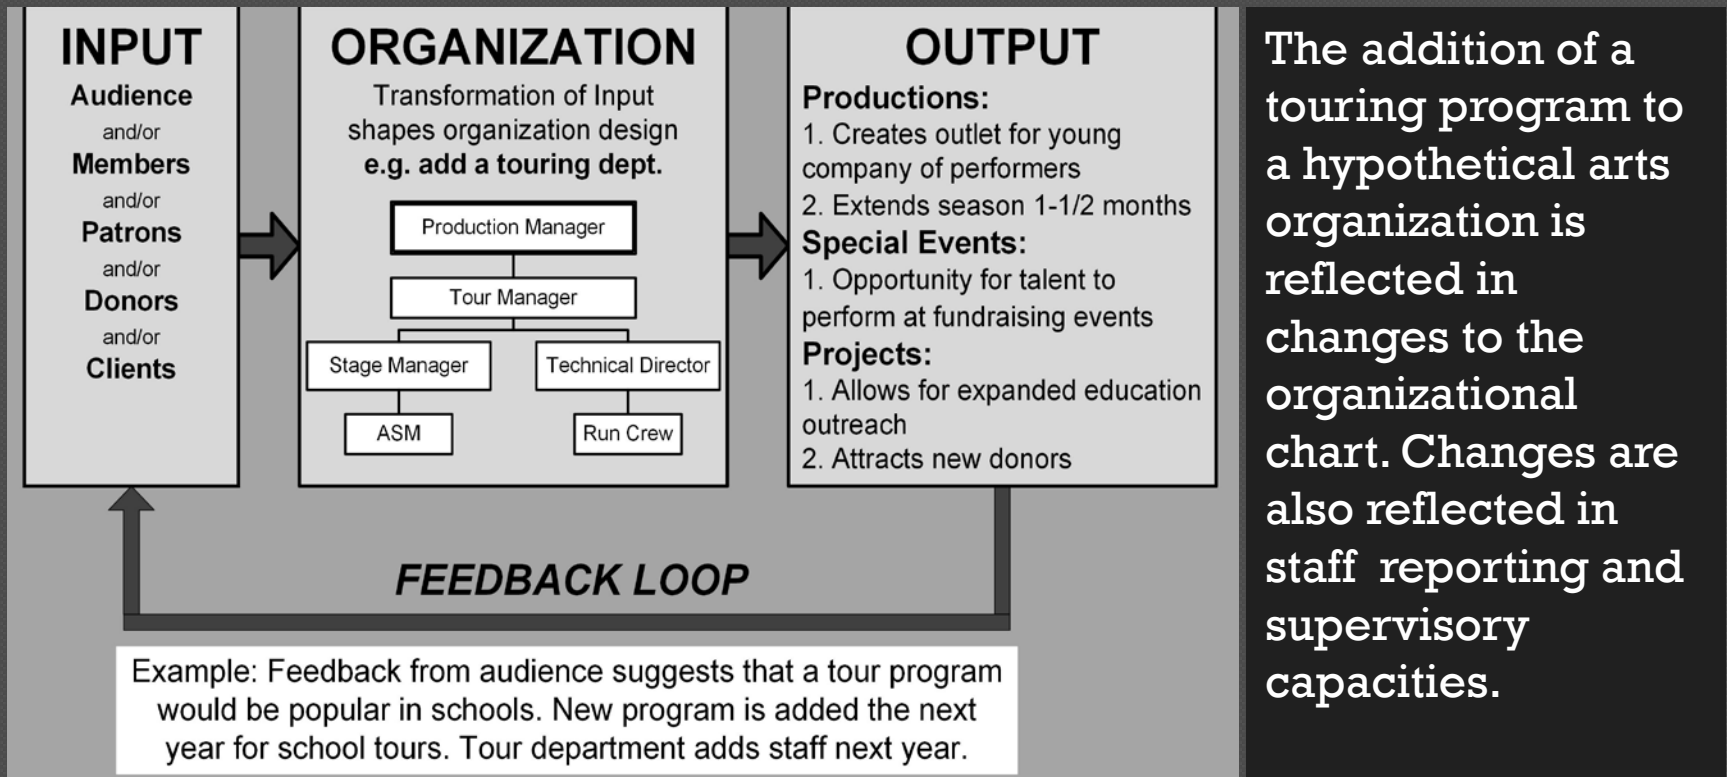 INPUT
Audience
and/or
Members
and/or
Patrons
and/or
Donors
and/or
Clients
ORGANIZATION
Transformation of Input
shapes organization design
e.g. add a touring dept.
Production Manager
Tour Manager
Stage Manager
Technical Director
ASM
Run Crew
OUTPUT
Productions:
1. Creates outlet for young
company of performers
2. Extends season 1-1/2 months
Special Events:
1. Opportunity for talent to
perform at fundraising events
Projects:
1. Allows for expanded education
outreach
2. Attracts new donors
FEEDBACK LOOP
Example: Feedback from audience suggests that a tour program
would be popular in schools. New program is added the next
year for school tours. Tour department adds staff next year.
The addition of a
touring program to
a hypothetical arts
organization is
reflected in
changes to the
organizational
chart. Changes are
also reflected in
staff  reporting and
supervisory
capacities.